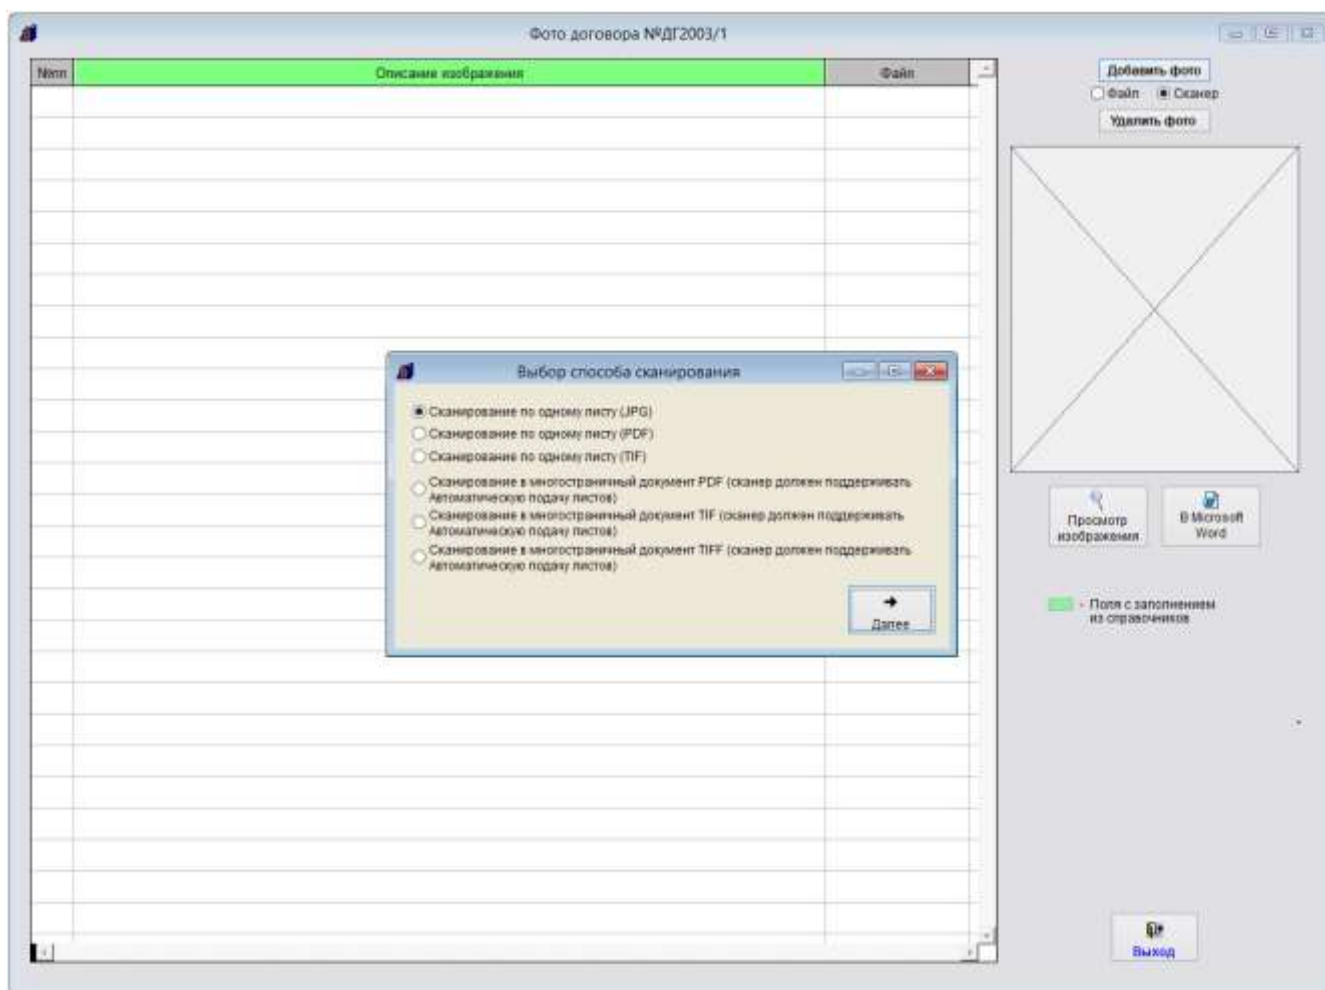 Фото договора №ДГ2003/1
№пп
Описание изображения
Файл
Добавить фото
Файл
Сканер
Удалить фото
Выбор способа сканирования
Сканирование по одному листу (JPG)
Сканирование по одному листу (PDF)
Сканирование по одному листу (TIF)
Сканирование в многостраничный документ PDF (сканер должен поддерживать
Автоматическую подачу листов)
Сканирование в многостраничный документ TIF (сканер должен поддерживать
Автоматическую подачу листов)
Сканирование в многостраничный документ TIFF (сканер должен поддерживать
Автоматическую подачу листов)
Далее
Просмотр
изображения
В Microsoft
Word
- Поля с заполнением
из справочников
Выход